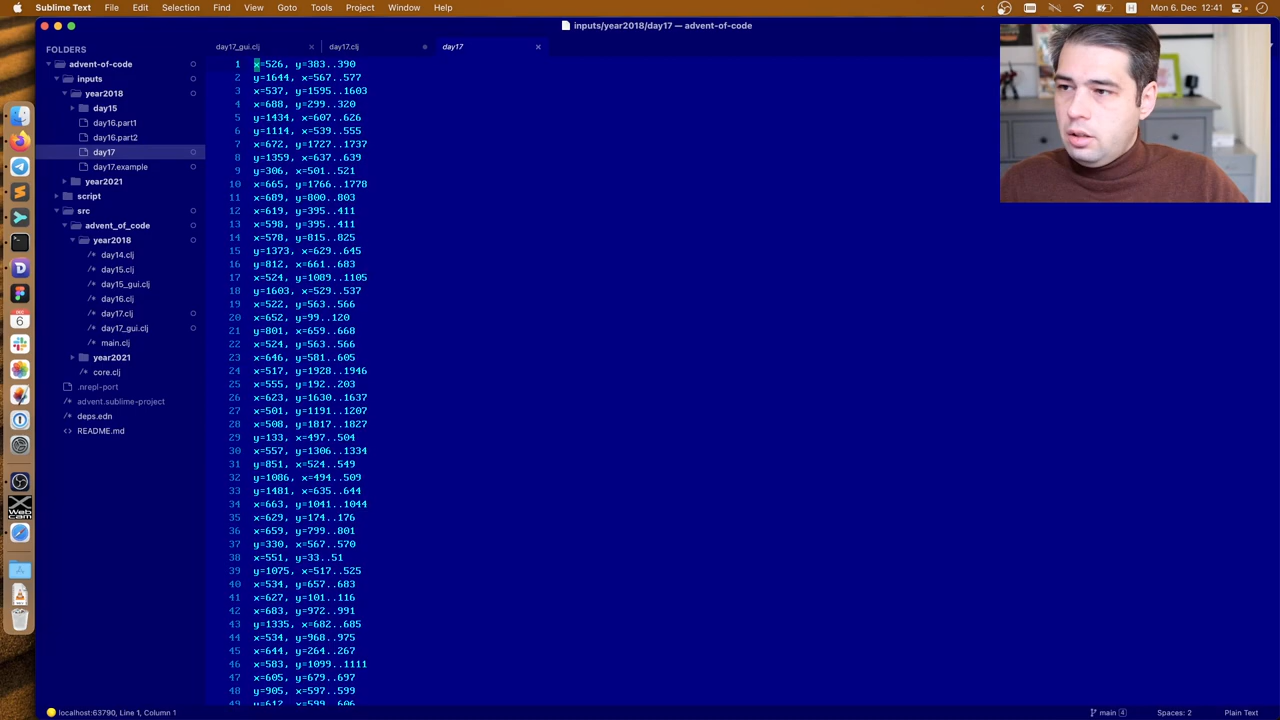 Sublime Text File Edit Selection Find View Goto Tools Project Window Help
Mon 6. Dec 12:41
inputs/year2018/day17 — advent-of-code
FOLDERS
advent-of-code
inputs
year2018
day15
day16.part1
day16.part2
day17
day17.example
year2021
script
src
advent_of_code
year2018
day14.clj
day15.clj
day15_gui.clj
day16.clj
day17.clj
day17_gui.clj
main.clj
year2021
core.clj
.nrepl-port
advent.sublime-project
deps.edn
README.md
day17_gui.clj day17.clj day17
1 x=526, y=383..390
2 y=1644, x=567..577
3 x=537, y=1595..1603
4 x=688, y=299..320
5 y=1434, x=607..626
6 y=1114, x=539..555
7 x=672, y=1727..1737
8 y=1359, x=637..639
9 y=306, x=501..521
10 x=665, y=1766..1778
11 x=689, y=800..803
12 x=619, y=395..411
13 x=598, y=395..411
14 x=578, y=815..825
15 y=1373, x=629..645
16 y=812, x=661..683
17 x=524, y=1089..1105
18 y=1603, x=529..537
19 x=522, y=563..566
20 x=652, y=99..120
21 y=801, x=659..668
22 x=524, y=563..566
23 x=646, y=581..605
24 x=517, y=1928..1946
25 x=555, y=192..203
26 x=623, y=1630..1637
27 x=501, y=1191..1207
28 x=508, y=1817..1827
29 y=133, x=497..504
30 x=557, y=1306..1334
31 y=851, x=524..549
32 y=1086, x=494..509
33 y=1481, x=635..644
34 x=663, y=1041..1044
35 x=629, y=174..176
36 x=659, y=799..801
37 y=330, x=567..570
38 x=551, y=33..51
39 y=1075, x=517..525
40 x=534, y=657..683
41 x=627, y=101..116
42 x=683, y=972..991
43 y=1335, x=682..685
44 x=534, y=968..975
45 x=644, y=264..267
46 x=583, y=1099..1111
47 x=605, y=679..697
48 y=905, x=597..599
49 y=612, x=599..606
DEC
6
Webcam
localhost:63790, Line 1, Column 1
main 4 Spaces: 2 Plain Text